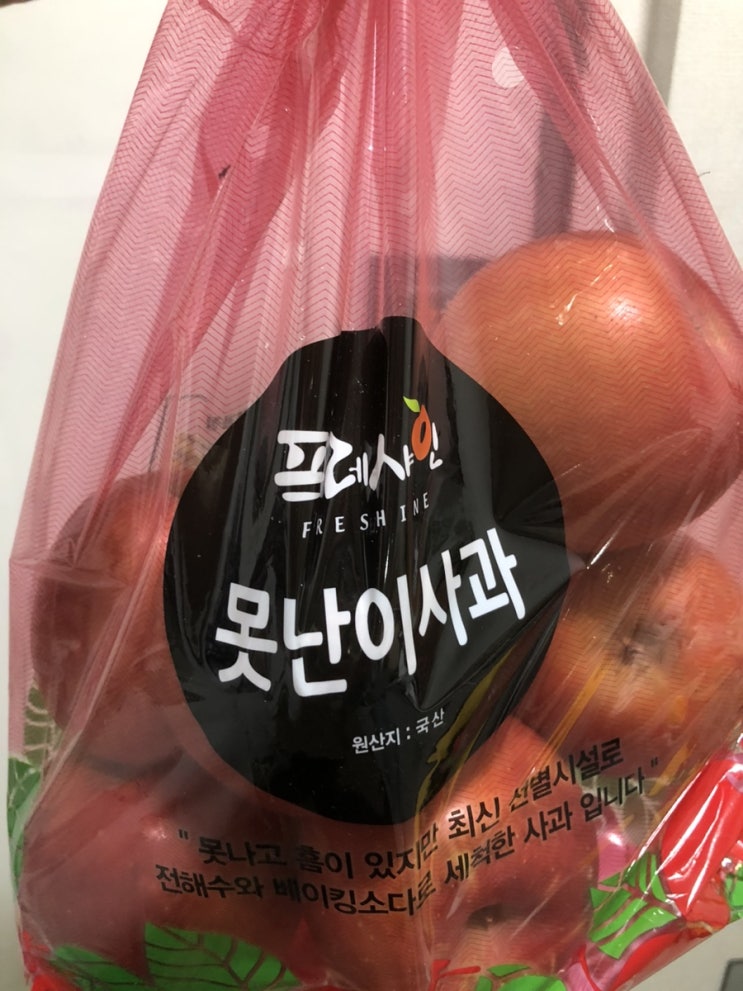 프레샤인
FRESHINE
못난이사과
원산지 : 국산
" 못나고 흠이 있지만 최신 선별시설로
전해수와 베이킹소다로 세척한 사과 입니다 "